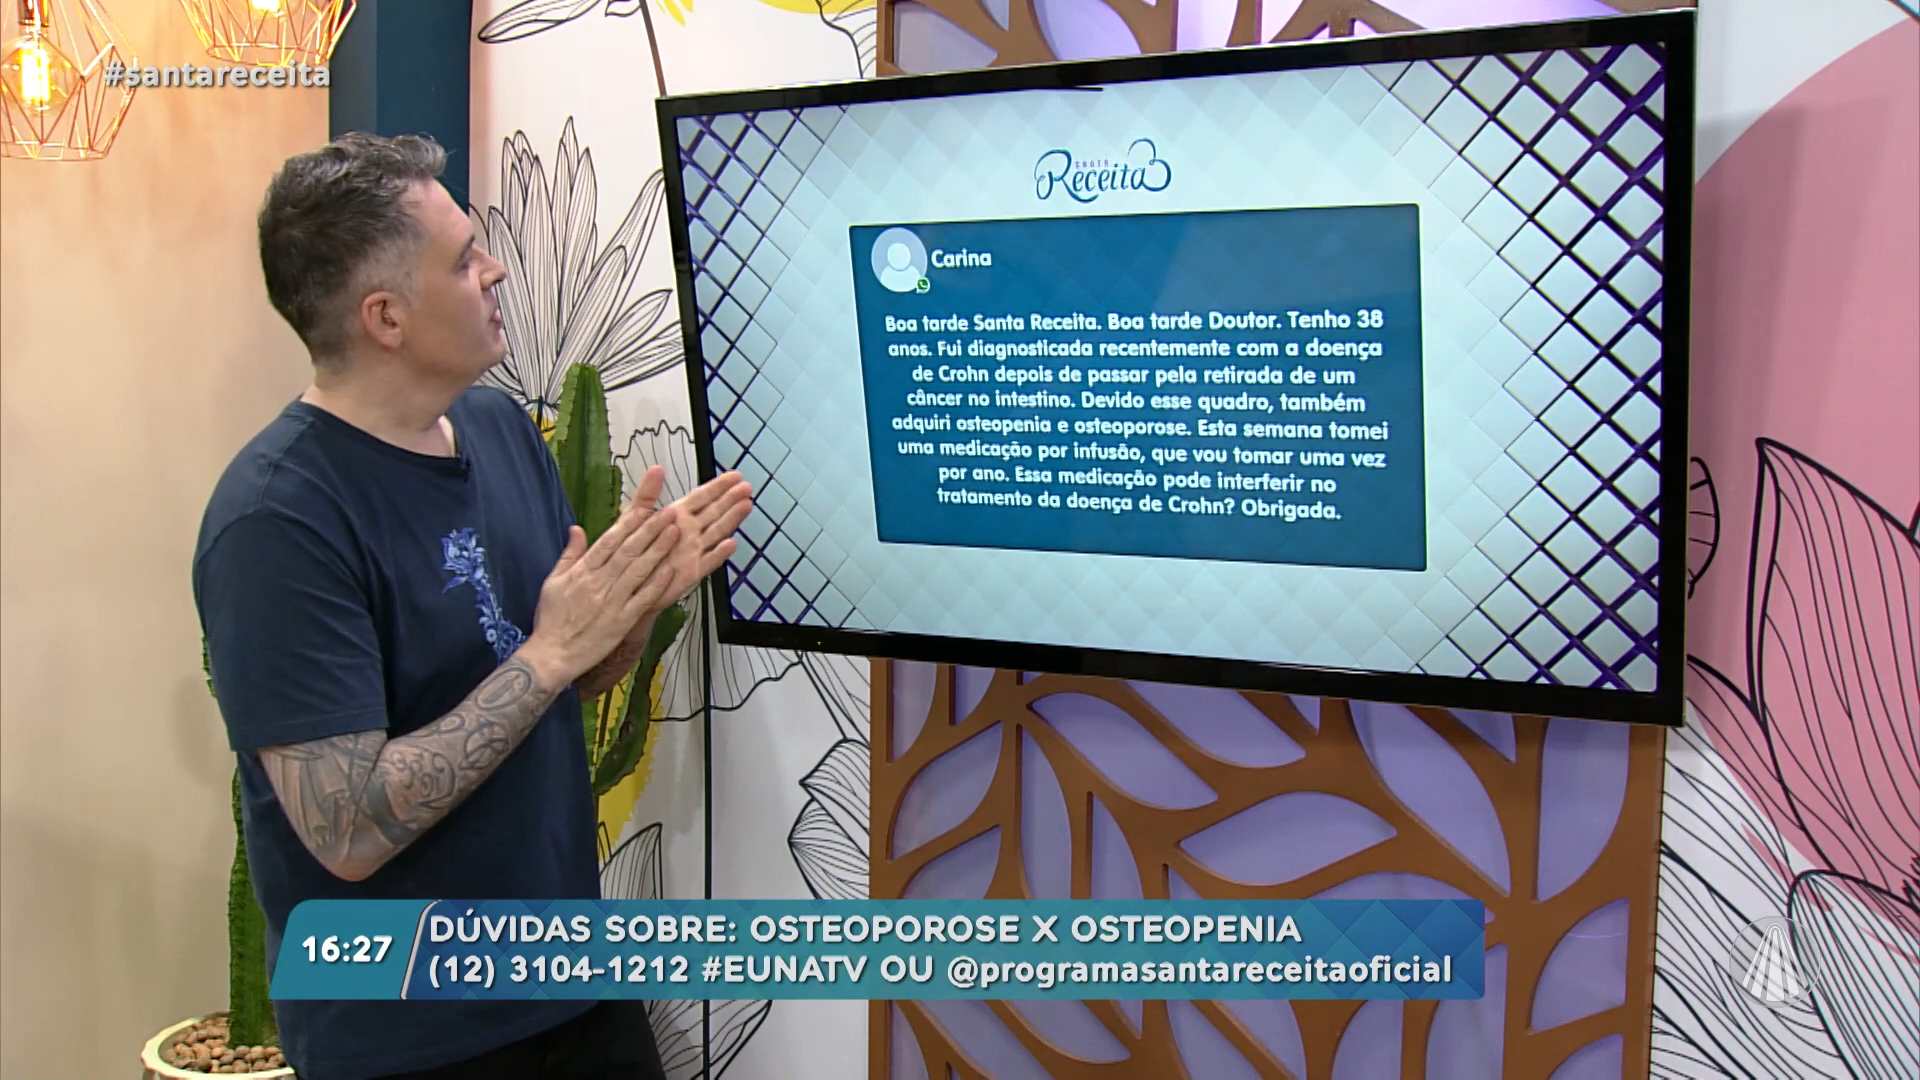 #santareceita
SANTA
Receita
Carina
Boa tarde Santa Receita. Boa tarde Doutor. Tenho 38
anos. Fui diagnosticada recentemente com a doença
de Crohn depois de passar pela retirada de um
câncer no intestino. Devido esse quadro, também
adquiri osteopenia e osteoporose. Esta semana tomei
uma medicação por infusão, que vou tomar uma vez
por ano. Essa medicação pode interferir no
tratamento da doença de Crohn? Obrigada.
16:27
DÚVIDAS SOBRE: OSTEOPOROSE X OSTEOPENIA
(12) 3104-1212 #EUNATV OU @programasantareceitaoficial